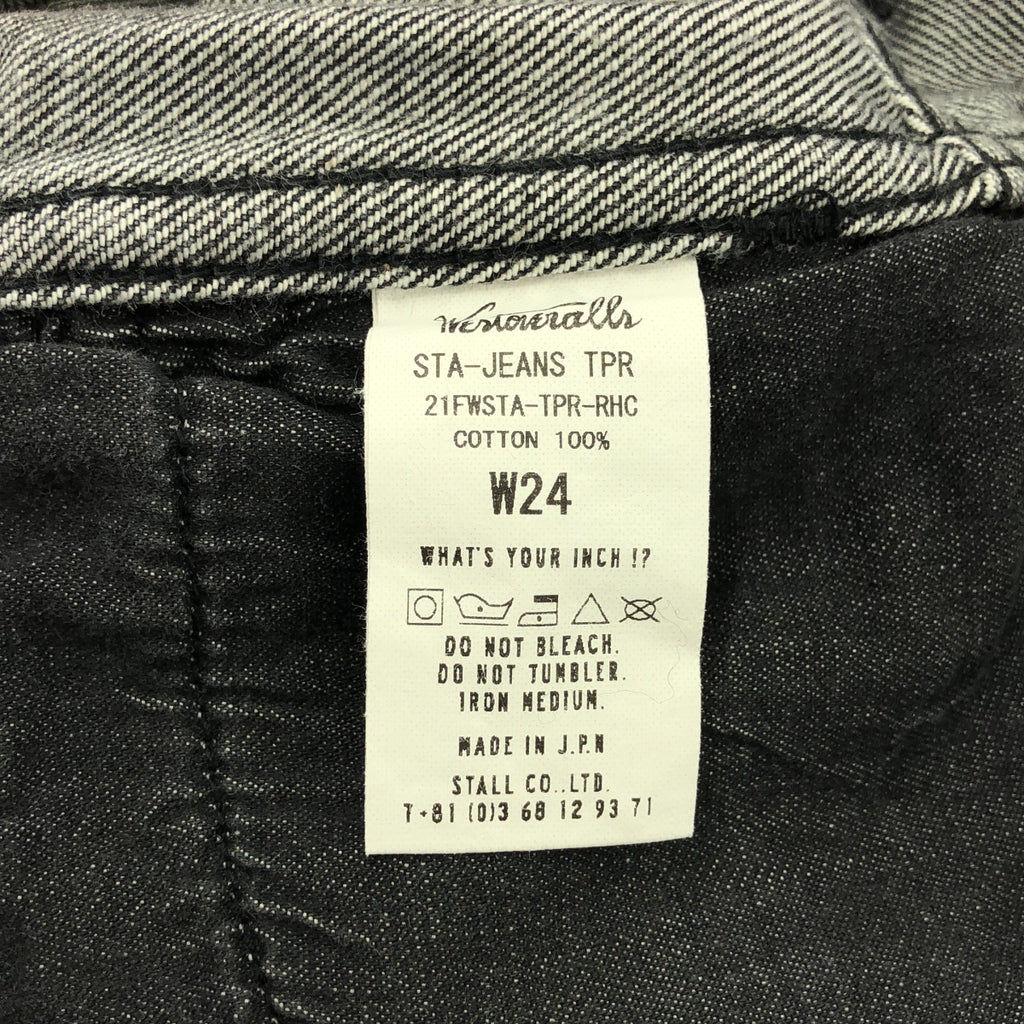 Westoveralls
STA-JEANS TPR
21FWSTA-TPR-RHC
COTTON 100%
W24
WHAT'S YOUR INCH !?
DO NOT BLEACH.
DO NOT TUMBLER.
IRON MEDIUM.
MADE IN J.P.N
STALL CO.,LTD.
T+81 (0)3 68 12 93 71